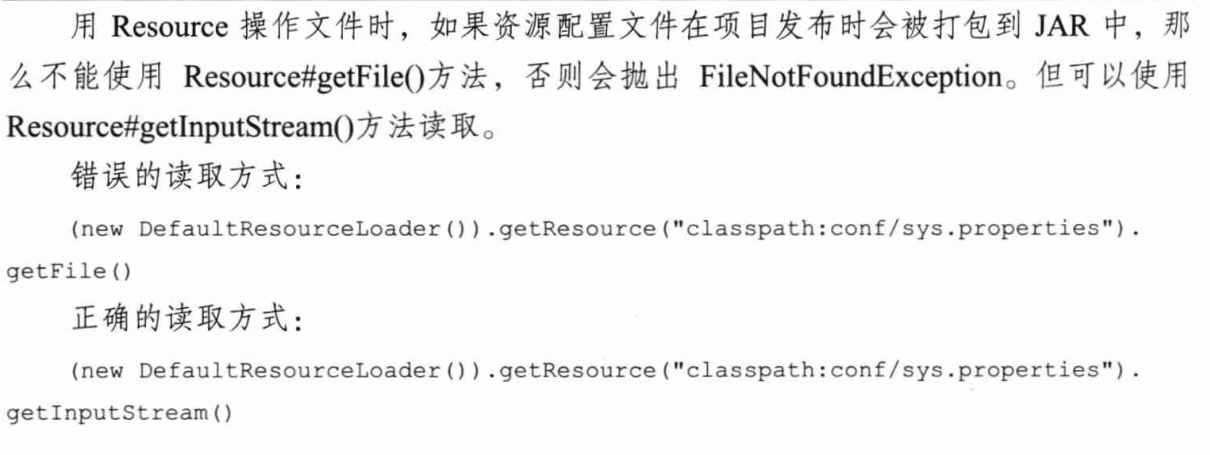 用 Resource 操作文件时，如果资源配置文件在项目发布时会被打包到 JAR 中，那
么不能使用 Resource#getFile()方法，否则会抛出 FileNotFoundException。但可以使用
Resource#getInputStream()方法读取。
错误的读取方式：
(new DefaultResourceLoader()).getResource("classpath:conf/sys.properties").
getFile()
正确的读取方式：
(new DefaultResourceLoader()).getResource("classpath:conf/sys.properties").
getInputStream()